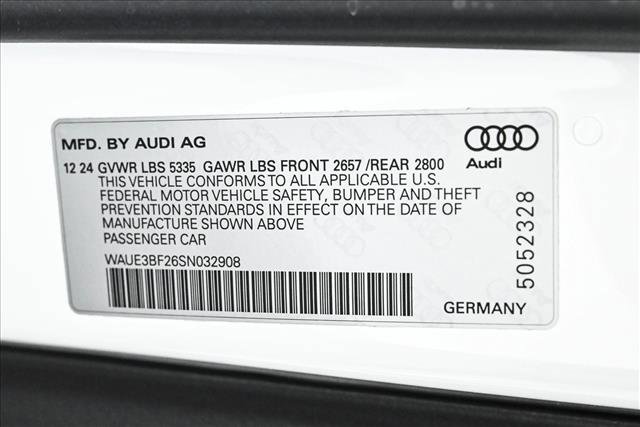 MFD. BY AUDI AG
Audi
12 24 GVWR LBS 5335 GAWR LBS FRONT 2657 /REAR 2800
THIS VEHICLE CONFORMS TO ALL APPLICABLE U.S.
FEDERAL MOTOR VEHICLE SAFETY, BUMPER AND THEFT
PREVENTION STANDARDS IN EFFECT ON THE DATE OF
MANUFACTURE SHOWN ABOVE
PASSENGER CAR
WAUE3BF26SN032908
GERMANY
5052328